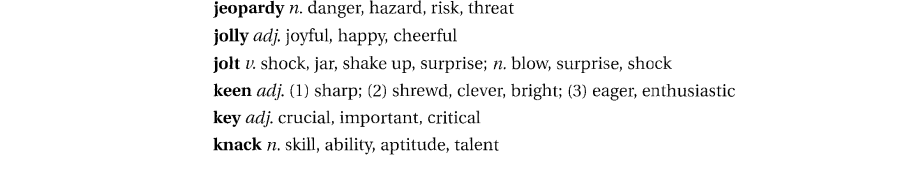 jeopardy n. danger, hazard, risk, threat
jolly adj. joyful, happy, cheerful
jolt v. shock, jar, shake up, surprise; n. blow, surprise, shock
keen adj. (1) sharp; (2) shrewd, clever, bright; (3) eager, enthusiastic
key adj. crucial, important, critical
knack n. skill, ability, aptitude, talent